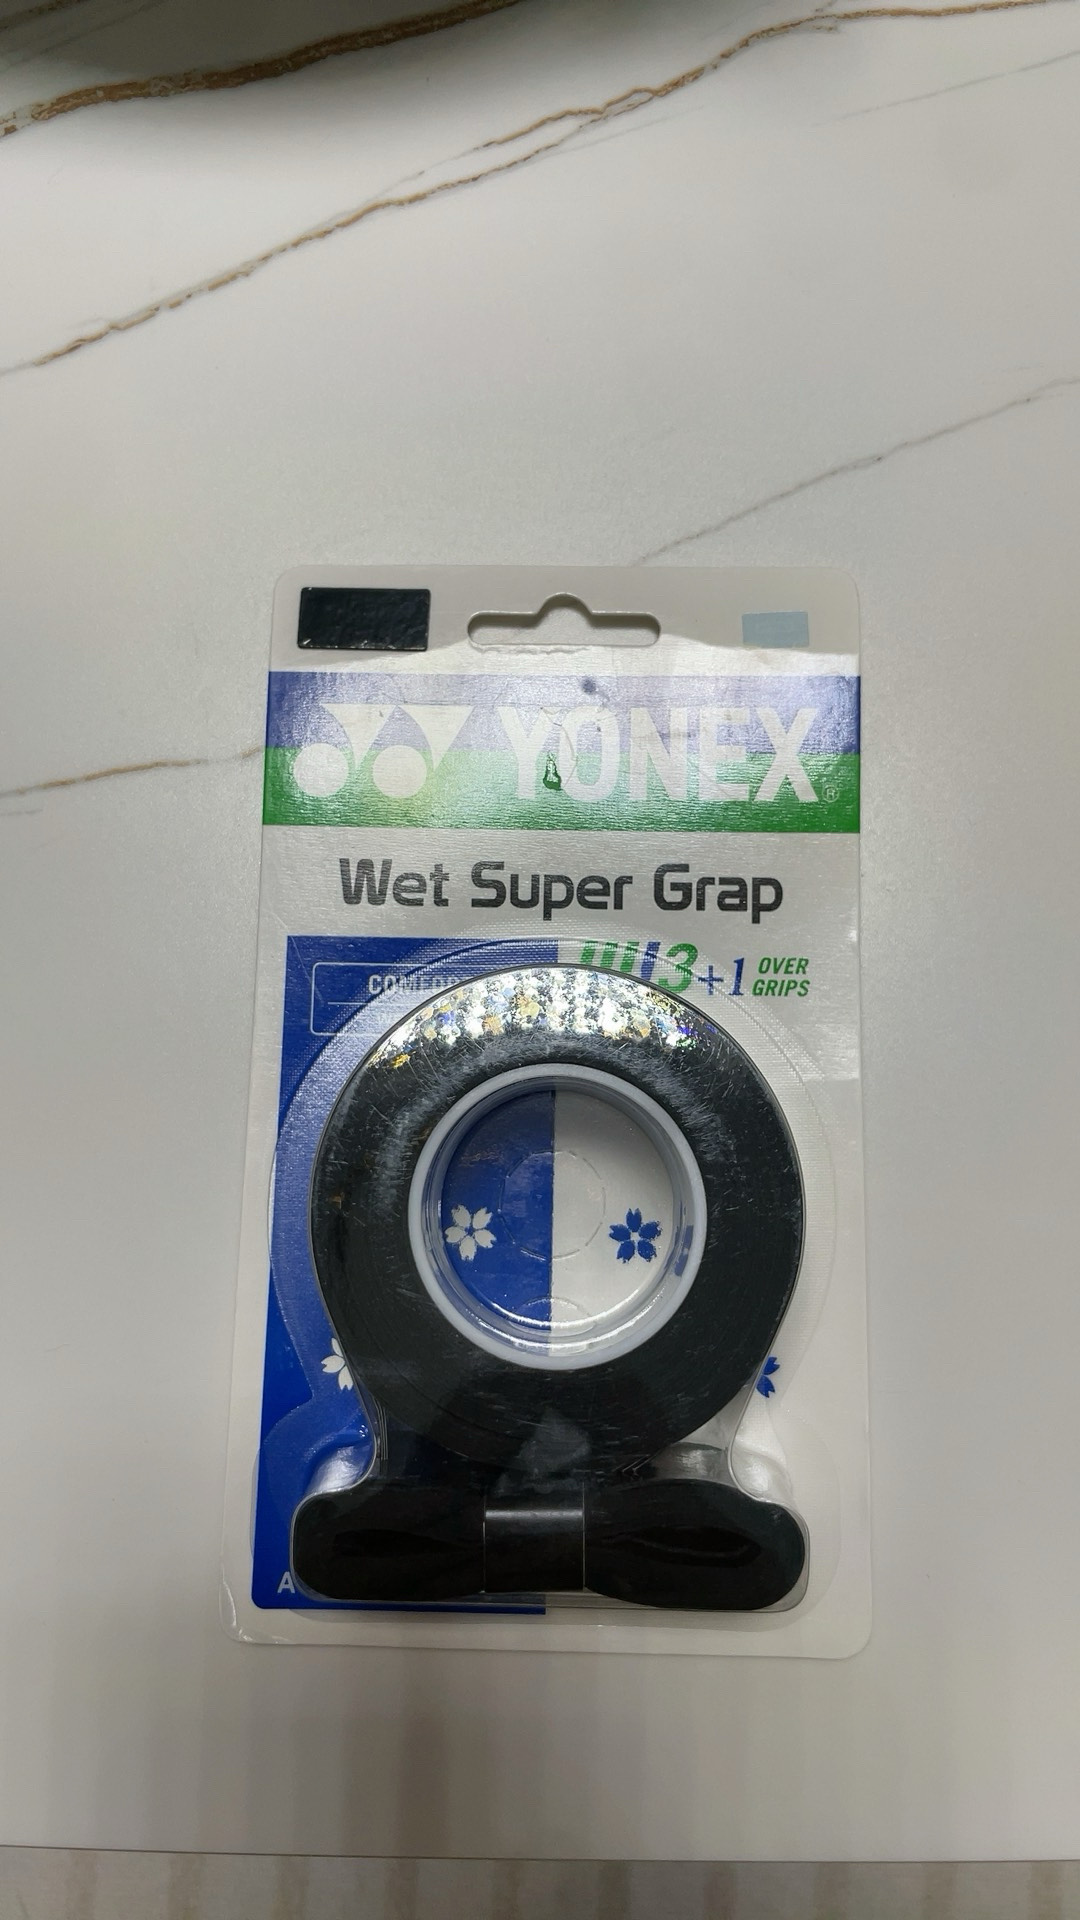 YONEX®
Wet Super Grap
3+1 OVER
GRIPS
A